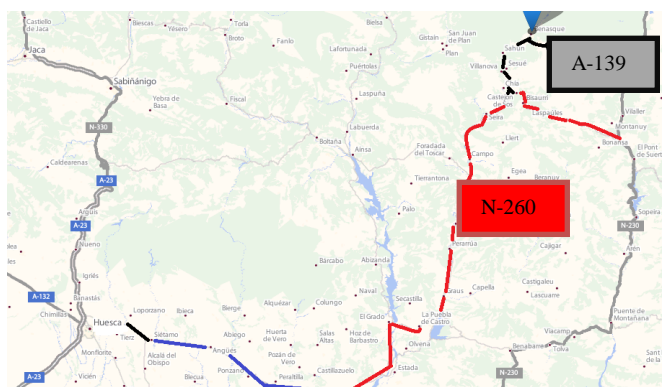 Castiello
de Jaca
Blescas
Yésero
Torla
Broto
Fanlo
Bielsa
Gistaín
San Juan
de Plan
Plan
Benasque
Sahún
Jaca
Lafortunada
Puértolas
Villanova
Sesué
A-139
Sabiñánigo
Yebra de
Basa
Fiscal
Laspuña
Chía
Castejón
de Sos
Bisauri
Laspaúles
Vilaller
N-330
Labuerda
Seira
Montanuy
Boltaña
Llert
Bonansa
El Pont
de Suert
Caldearenas
Aínsa
Foradada
del Toscar
Campo
A-23
Tierrantona
Egea
Beranuy
Arguis
N-260
Palo
Sopeira
A-23
N-230
Nueno
Perarrúa
Cajigar
Arén
Igriés
Bárcabo
Abizanda
A-132
Banastás
Naval
Graus
Capella
Castigaleu
Lascuarre
Chimillas
Loporzano
Ibieca
Bierge
Alquézar
Colungo
Secastilla
Puente de
Montañana
Huesca
Tierz
Siétamo
Abiego
Huerta
de Vero
Salas
Altas
El Grado
Hoz de
Barbastro
La Puebla
de Castro
Viacamp
Monflorite
Alcalá del
Obispo
Angüés
Pozán de
Vero
Olvena
Benabarre
Tolva
A-23
Vicién
Blecua
Ponzano
Peraltilla
Castillazuelo
Estada
N-230